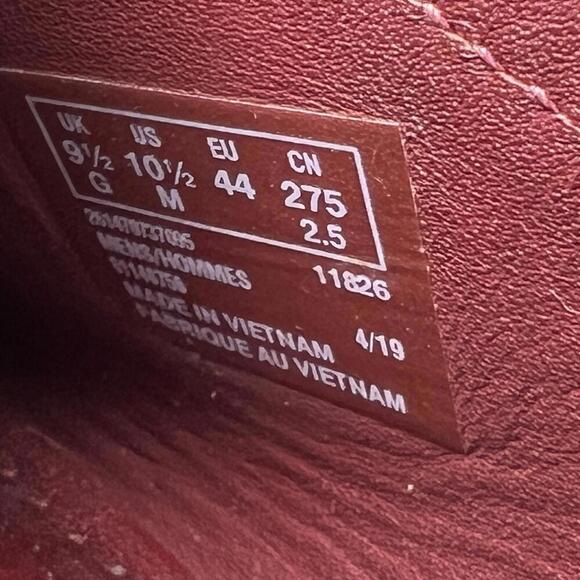 UK US EU CN
9½ 10½ 44 275
G M 2.5
MENS/HOMMES 11826
MADE IN VIETNAM 4/19
FABRIQUE AU VIETNAM